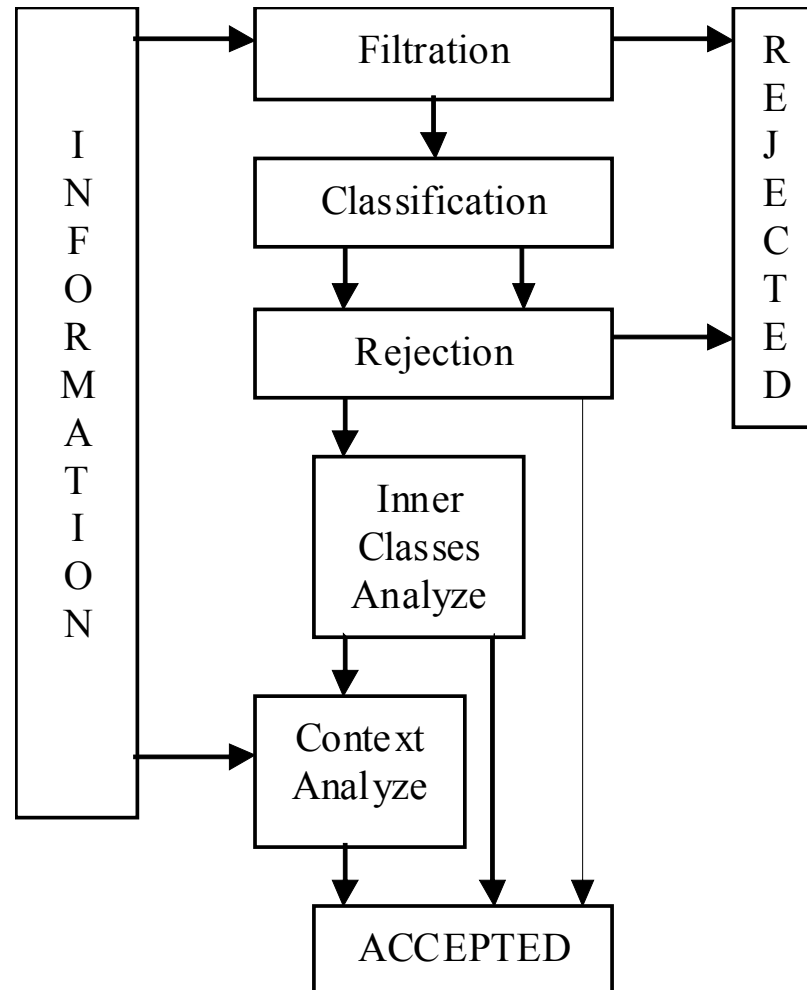 INFORMATION
Filtration
REJECTED
Classification
Rejection
Inner
Classes
Analyze
Context
Analyze
ACCEPTED